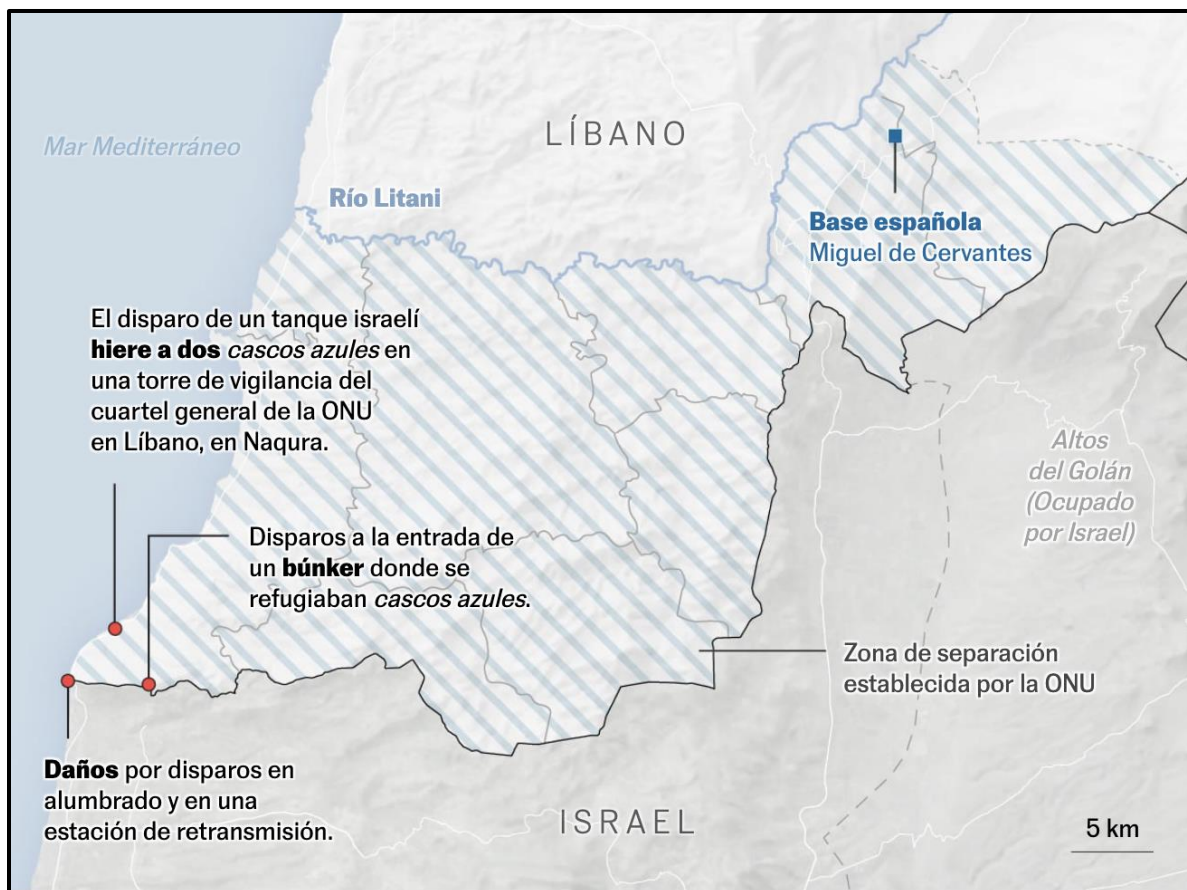 LÍBANO
Mar Mediterráneo
Río Litani
Base española
Miguel de Cervantes
El disparo de un tanque israelí
hiere a dos cascos azules en
una torre de vigilancia del
cuartel general de la ONU
en Líbano, en Naqura.
Altos
del Golán
(Ocupado
por Israel)
Disparos a la entrada de
un búnker donde se
refugiaban cascos azules.
Zona de separación
establecida por la ONU
Daños por disparos en
alumbrado y en una
estación de retransmisión.
ISRAEL
5 km